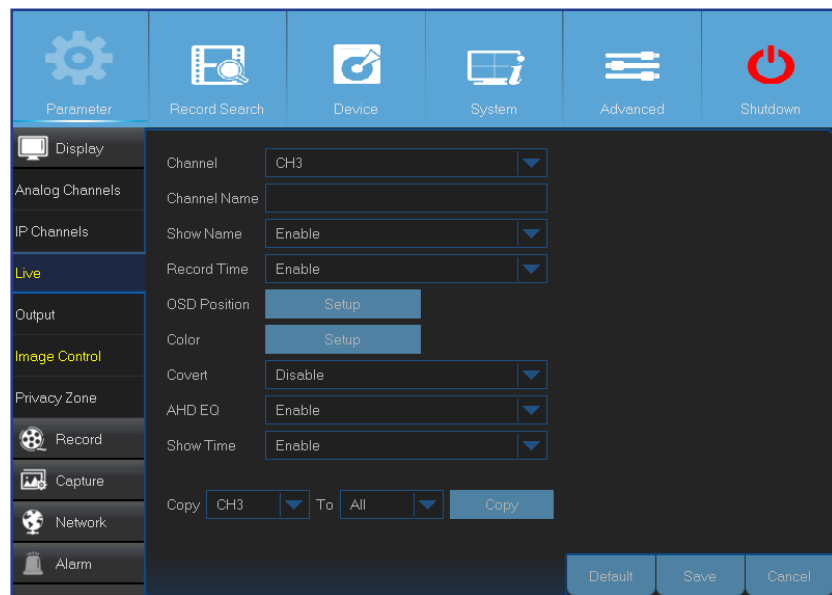 Parameter
Record Search
Device
System
Advanced
Shutdown
Display
Analog Channels
IP Channels
Live
Output
Image Control
Privacy Zone
Record
Capture
Network
Alarm
Channel CH3
Channel Name
Show Name Enable
Record Time Enable
OSD Position Setup
Color Setup
Covert Disable
AHD EQ Enable
Show Time Enable
Copy CH3 To All Copy
Default Save Cancel